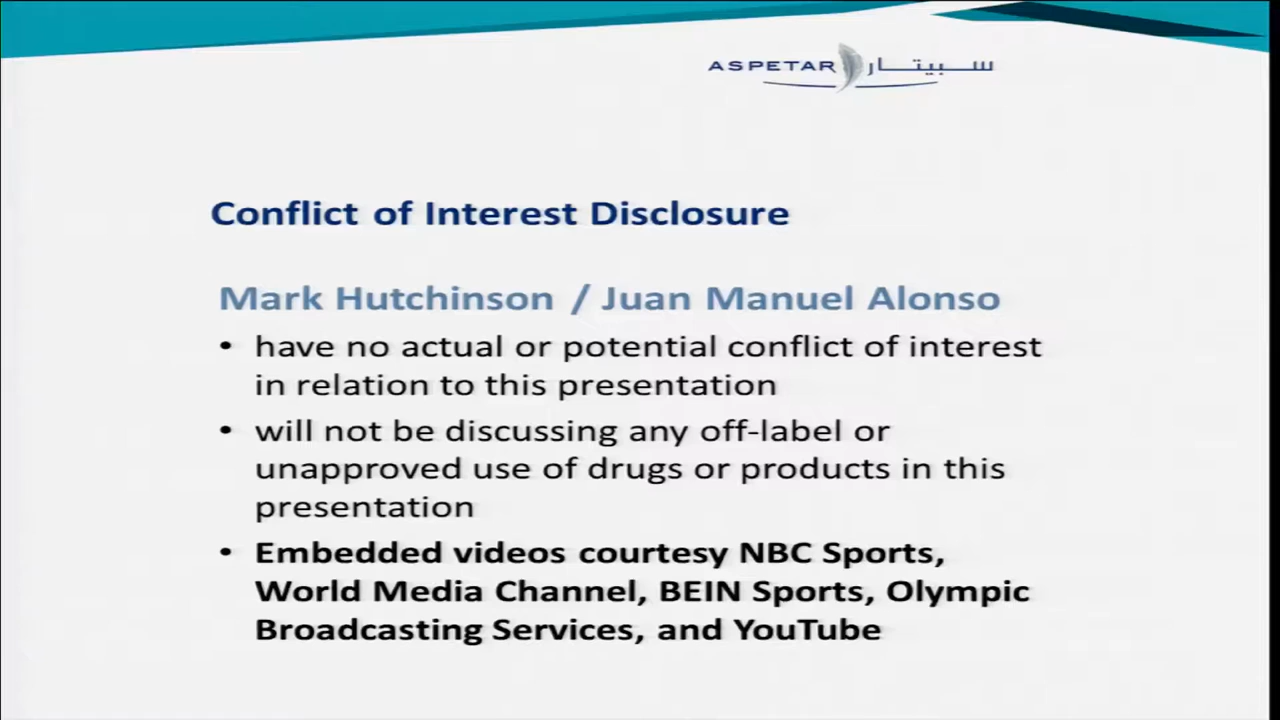 ASPETAR سبيتار
Conflict of Interest Disclosure
Mark Hutchinson / Juan Manuel Alonso
• have no actual or potential conflict of interest
in relation to this presentation
• will not be discussing any off-label or
unapproved use of drugs or products in this
presentation
• Embedded videos courtesy NBC Sports,
World Media Channel, BEIN Sports, Olympic
Broadcasting Services, and YouTube